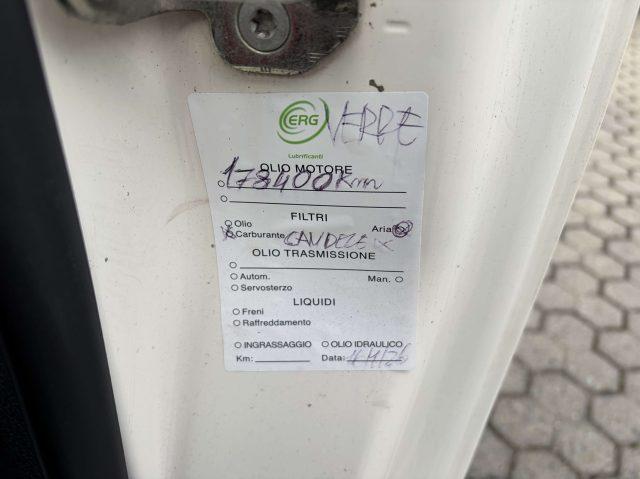 ERG VERDE
Lubrificanti
OLIO MOTORE
178400 Km
FILTRI
Olio
Carburante Aria
CANDELE
OLIO TRASMISSIONE
Autom. Man.
Servosterzo
LIQUIDI
Freni
Raffreddamento
INGRASSAGGIO OLIO IDRAULICO
Km: Data: